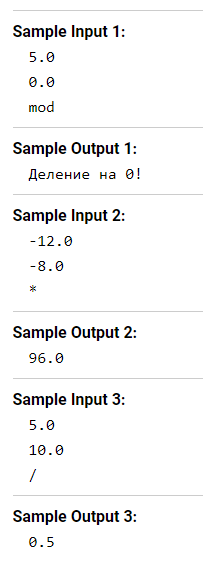 Sample Input 1:
5.0
0.0
mod
Sample Output 1:
Деление на 0!
Sample Input 2:
-12.0
-8.0
*
Sample Output 2:
96.0
Sample Input 3:
5.0
10.0
/
Sample Output 3:
0.5